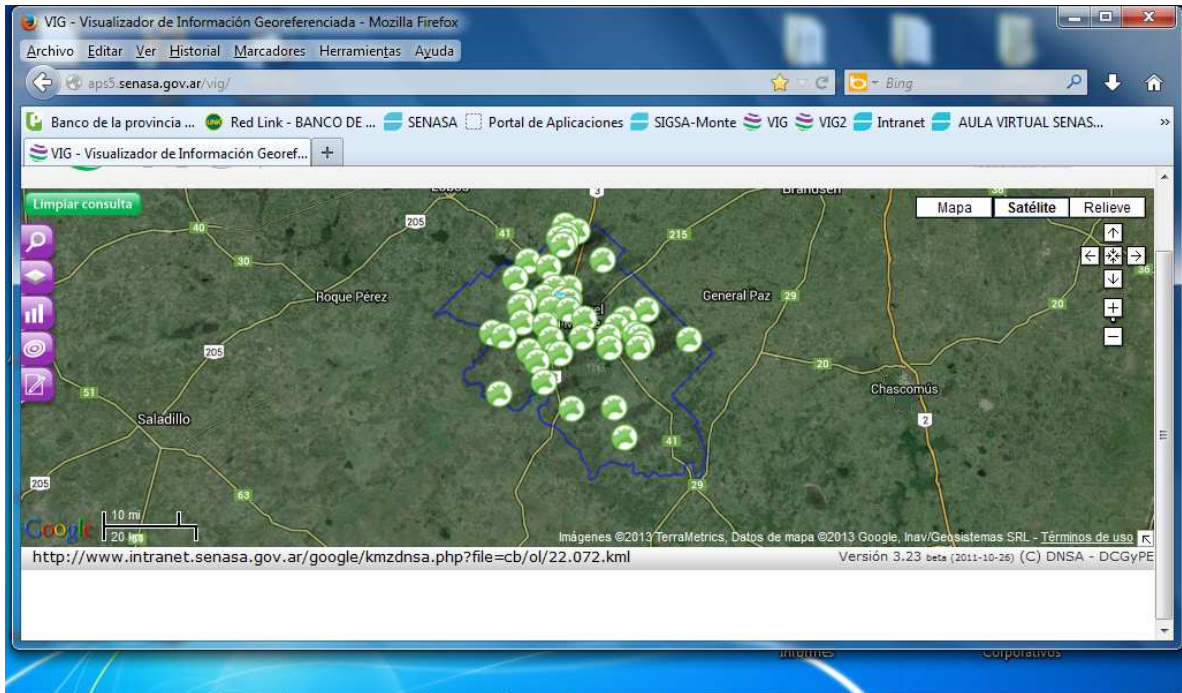 VIG - Visualizador de Información Georeferenciada - Mozilla Firefox
Archivo Editar Ver Historial Marcadores Herramientas Ayuda
aps5.senasa.gov.ar/vig/ Bing
Banco de la provincia ... Red Link - BANCO DE ... SENASA Portal de Aplicaciones SIGSA-Monte VIG VIG2 Intranet AULA VIRTUAL SENAS... »
VIG - Visualizador de Información Georef... +
Limpiar consulta
Lobos 3 Brandsen 36
Mapa Satélite Relieve
40 205 41 215
30 36
Roque Pérez General Paz 29 20
205
20
51 Chascomús
Saladillo 2
41
205 29
63
10 mi
Google 20 km
Imágenes ©2013 TerraMetrics, Datos de mapa ©2013 Google, Inav/Geosistemas SRL - Términos de uso
http://www.intranet.senasa.gov.ar/google/kmzdnsa.php?file=cb/ol/22.072.kml Versión 3.23 beta (2011-10-26) (C) DNSA - DCGyPE
Informes Corporativos